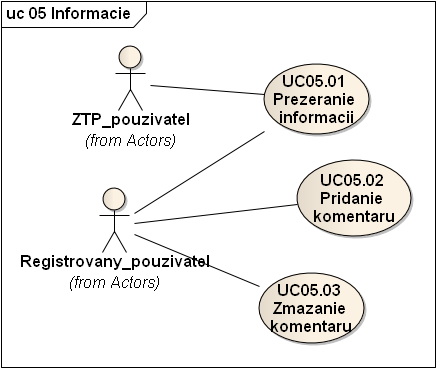 uc 05 Informacie
ZTP_pouzivatel
(from Actors)
UC05.01
Prezeranie
informacii
UC05.02
Pridanie
komentaru
Registrovany_pouzivatel
(from Actors)
UC05.03
Zmazanie
komentaru